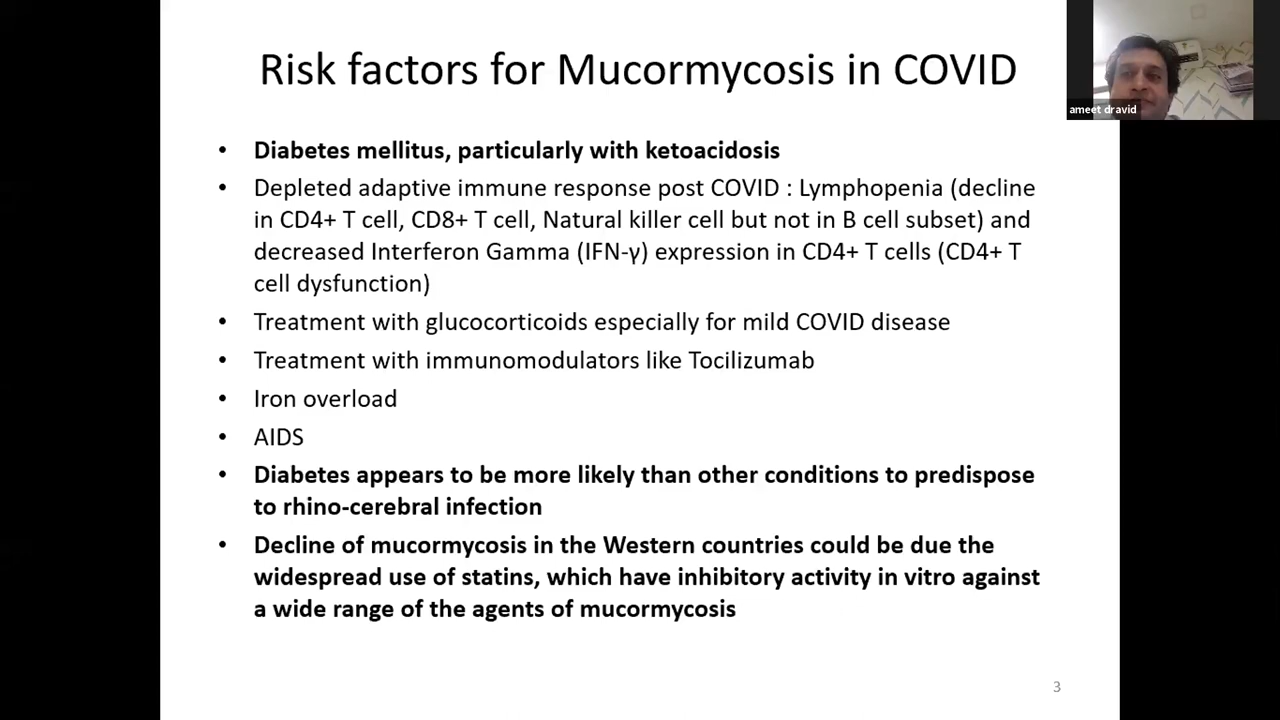 Risk factors for Mucormycosis in COVID
ameet dravid
• Diabetes mellitus, particularly with ketoacidosis
• Depleted adaptive immune response post COVID : Lymphopenia (decline
in CD4+ T cell, CD8+ T cell, Natural killer cell but not in B cell subset) and
decreased Interferon Gamma (IFN-γ) expression in CD4+ T cells (CD4+ T
cell dysfunction)
• Treatment with glucocorticoids especially for mild COVID disease
• Treatment with immunomodulators like Tocilizumab
• Iron overload
• AIDS
• Diabetes appears to be more likely than other conditions to predispose
to rhino-cerebral infection
• Decline of mucormycosis in the Western countries could be due the
widespread use of statins, which have inhibitory activity in vitro against
a wide range of the agents of mucormycosis
3